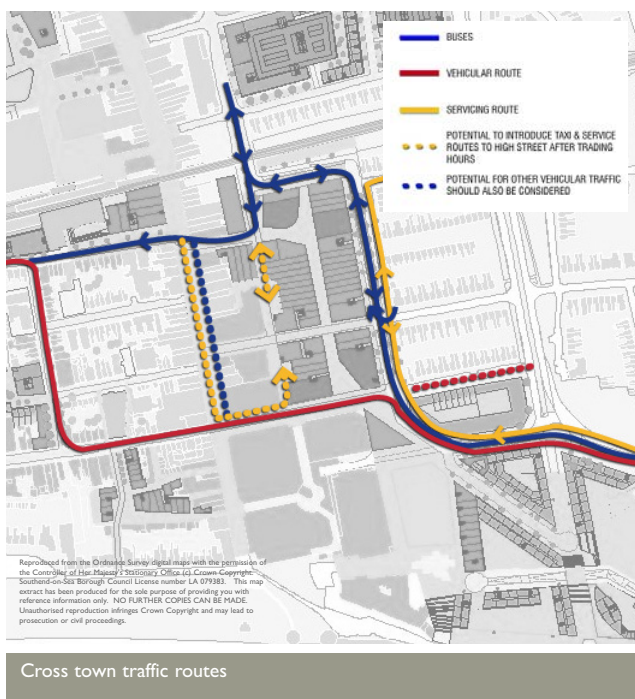 BUSES
VEHICULAR ROUTE
SERVICING ROUTE
POTENTIAL TO INTRODUCE TAXI & SERVICE
ROUTES TO HIGH STREET AFTER TRADING
HOURS
POTENTIAL FOR OTHER VEHICULAR TRAFFIC
SHOULD ALSO BE CONSIDERED
Reproduced from the Ordnance Survey digital maps with the permission of
the Controller of Her Majesty's Stationary Office (c) Crown Copyright.
Southend-on-Sea Borough Council License number LA 079383. This map
extract has been produced for the sole purpose of providing you with
reference information only. NO FURTHER COPIES CAN BE MADE.
Unauthorised reproduction infringes Crown Copyright and may lead to
prosecution or civil proceedings.
Cross town traffic routes